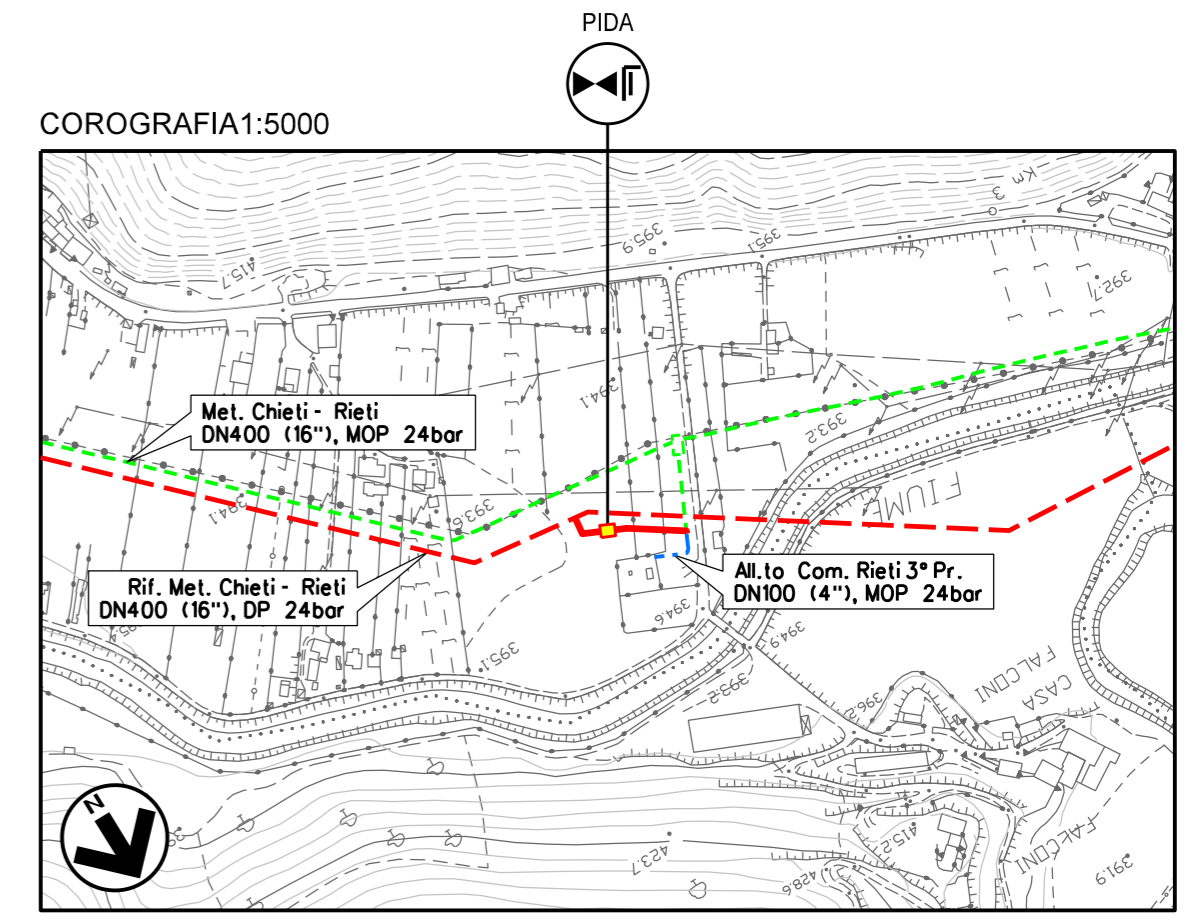 PIDA
COROGRAFIA1:5000
Km 3
415.7
395.9
395.1
392.7
394.1
Met. Chieti - Rieti
DN400 (16"), MOP 24bar
393.2
394.1
393.6
FIUME
Rif. Met. Chieti - Rieti
DN400 (16"), DP 24bar
All.to Com. Rieti 3° Pr.
DN100 (4"), MOP 24bar
394.6
394.9
395.1
393.2
396.2
CASA
FALCONI
N
415.2
FALCONI
423.7
428.6
391.9